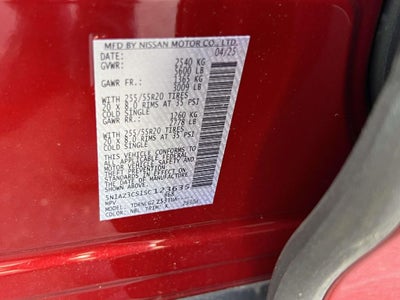 MFD BY NISSAN MOTOR CO., LTD.
DATE: 04/25
GVWR: 2540 KG
5600 LB
GAWR FR.: 1365 KG
3009 LB
WITH 255/55R20 TIRES
20 x 8.0 RIMS AT 35 PSI
COLD SINGLE
GAWR RR.: 1260 KG
2778 LB
WITH 255/55R20 TIRES
20 x 8.0 RIMS AT 35 PSI
COLD SINGLE
THIS VEHICLE CONFORMS TO
ALL APPLICABLE FEDERAL
MOTOR VEHICLE SAFETY
STANDARDS IN EFFECT ON
THE DATE OF MANUFACTURE
SHOWN ABOVE.
MPV
MODEL:
COLOR: NBL TRIM: